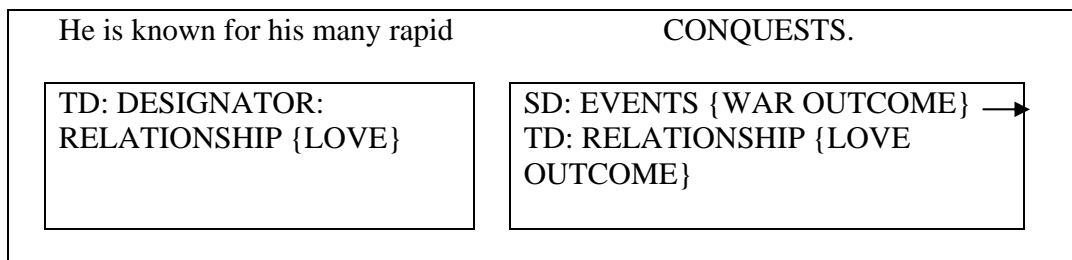 He is known for his many rapid CONQUESTS.
TD: DESIGNATOR:
RELATIONSHIP {LOVE}
SD: EVENTS {WAR OUTCOME}
TD: RELATIONSHIP {LOVE
OUTCOME}